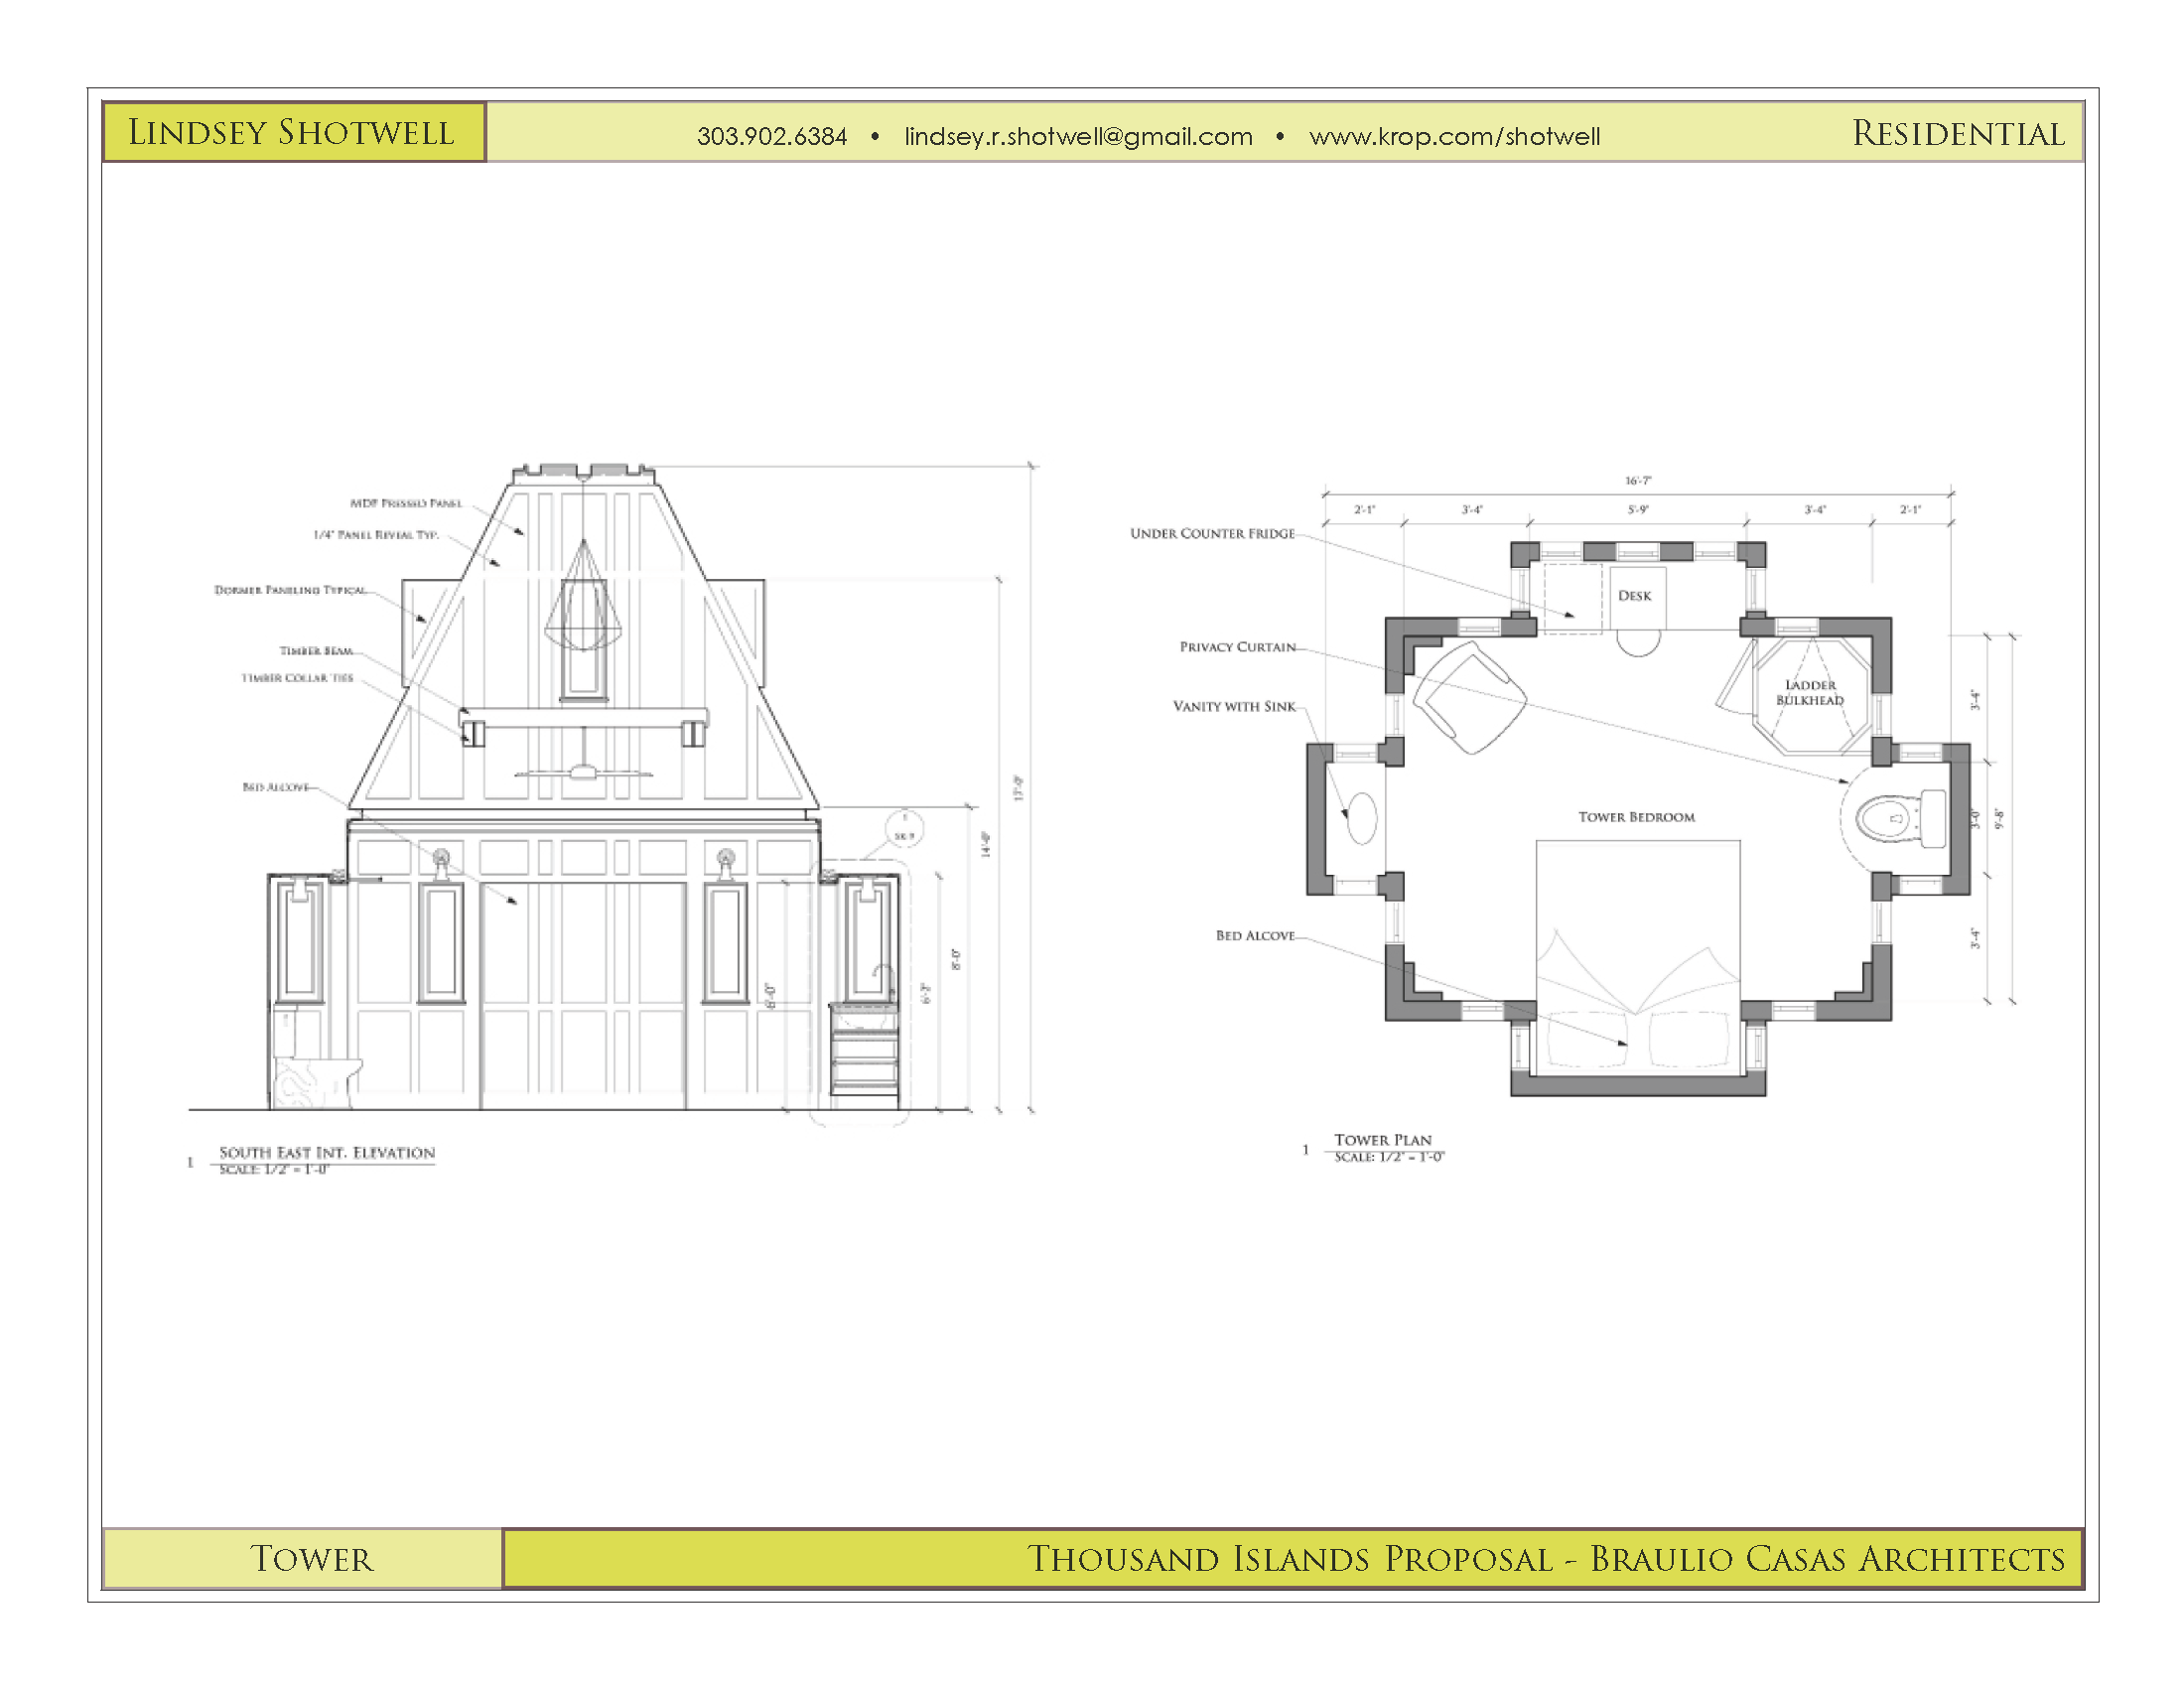 LINDSEY SHOTWELL
303.902.6384 • lindsey.r.shotwell@gmail.com • www.krop.com/shotwell
RESIDENTIAL
MDF PRESSED PANEL
1/4" PANEL REVEAL TYP.
DORMER PANELING TYPICAL
TIMBER BEAM
TIMBER COLLAR TIES
BED ALCOVE
1
SK-9
6'-0"
6'-3"
8'-0"
14'-0"
17'-0"
1
SOUTH EAST INT. ELEVATION
SCALE: 1/2" = 1'-0"
16'-7"
2'-1"
3'-4"
5'-9"
3'-4"
2'-1"
UNDER COUNTER FRIDGE
DESK
PRIVACY CURTAIN
LADDER
BULKHEAD
VANITY WITH SINK
TOWER BEDROOM
BED ALCOVE
3'-4"
3'-0"
9'-8"
3'-4"
1
TOWER PLAN
SCALE: 1/2" = 1'-0"
TOWER
THOUSAND ISLANDS PROPOSAL - BRAULIO CASAS ARCHITECTS